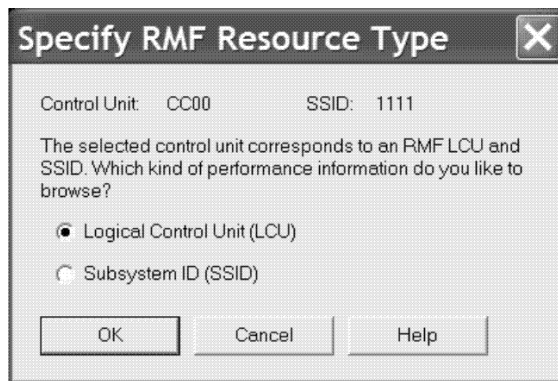 Specify RMF Resource Type
Control Unit: CC00 SSID: 1111
The selected control unit corresponds to an RMF LCU and
SSID. Which kind of performance information do you like to
browse?
Logical Control Unit (LCU)
Subsystem ID (SSID)
OK Cancel Help